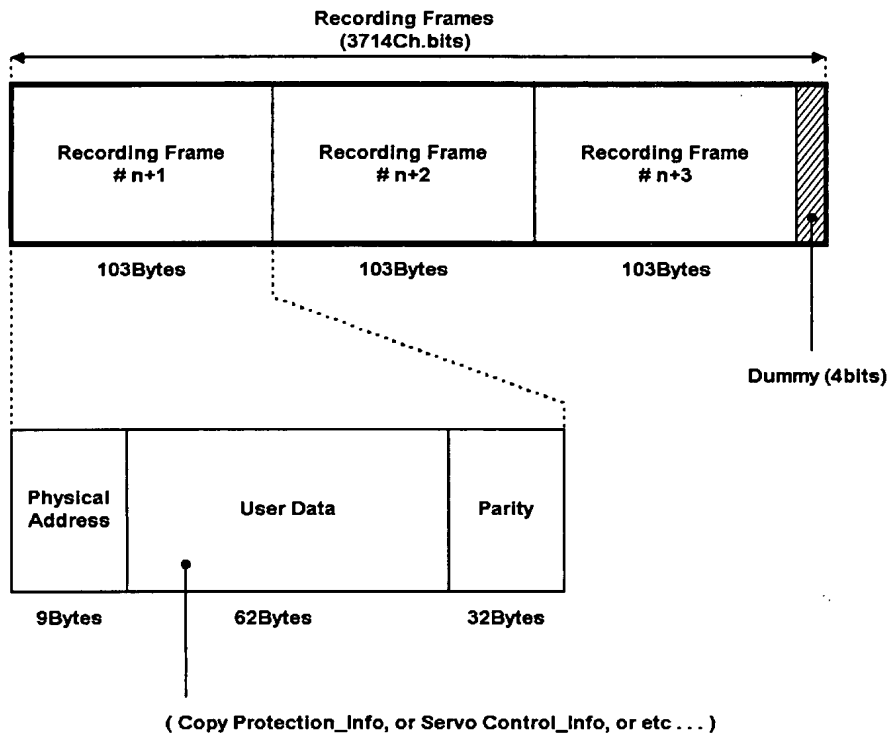 Recording Frames
(3714Ch.bits)
Recording Frame
# n+1
Recording Frame
# n+2
Recording Frame
# n+3
103Bytes
103Bytes
103Bytes
Dummy (4bits)
Physical
Address
User Data
Parity
9Bytes
62Bytes
32Bytes
( Copy Protection_Info, or Servo Control_Info, or etc . . . )